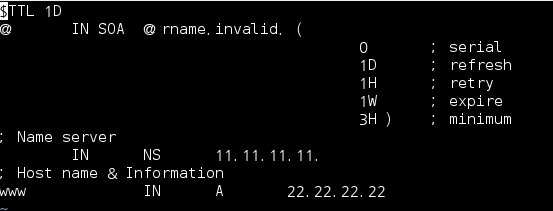 $TTL 1D
@ IN SOA @ rname.invalid. (
0 ; serial
1D ; refresh
1H ; retry
1W ; expire
3H ) ; minimum
; Name server
IN NS 11.11.11.11.
; Host name & Information
www IN A 22.22.22.22
~